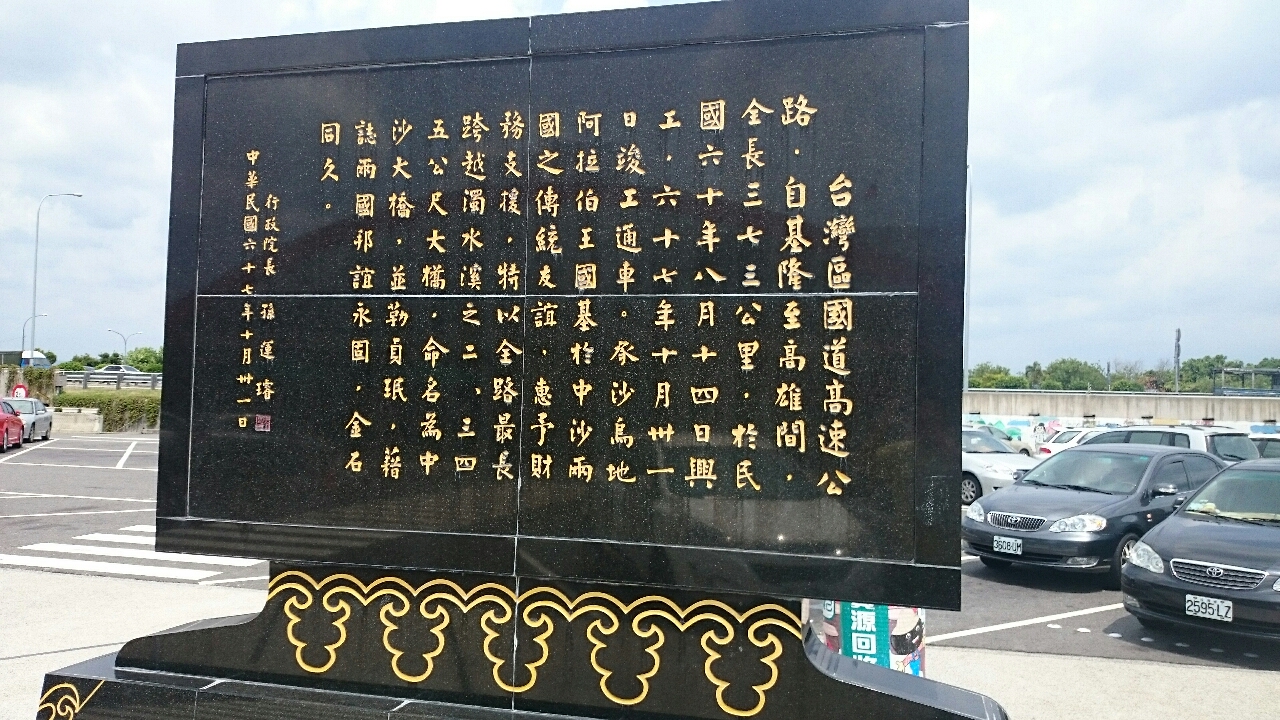 台灣區國道高速公
路．自基隆至高雄間，
全長三七三公里，於民
國六十年八月十四日興
工，六十七年十月卅一
日竣工通車。承沙烏地
阿拉伯王國基於中沙兩
國之傳統友誼，惠予財
務支援，特以全路最長
跨越濁水溪之二、三四
五公尺大橋，命名為中
沙大橋，並勒貞珉，藉
誌兩國邦誼永固，金石
同久。
行政院長 孫運璿
中華民國六十七年十月卅一日
3608 UM
2595 LZ
源回收